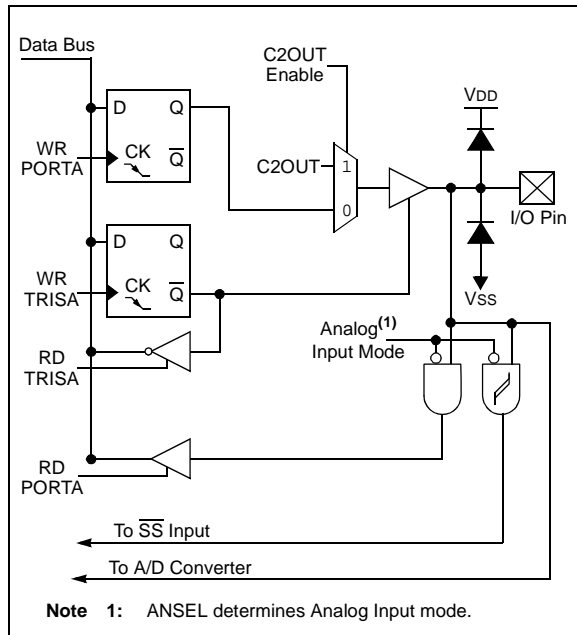 Data Bus
C2OUT
Enable
VDD
D Q
WR
PORTA
CK Q
C2OUT
1
0
I/O Pin
D Q
WR
TRISA
CK Q
VSS
Analog(1)
Input Mode
RD
TRISA
RD
PORTA
To SS Input
To A/D Converter
Note 1: ANSEL determines Analog Input mode.